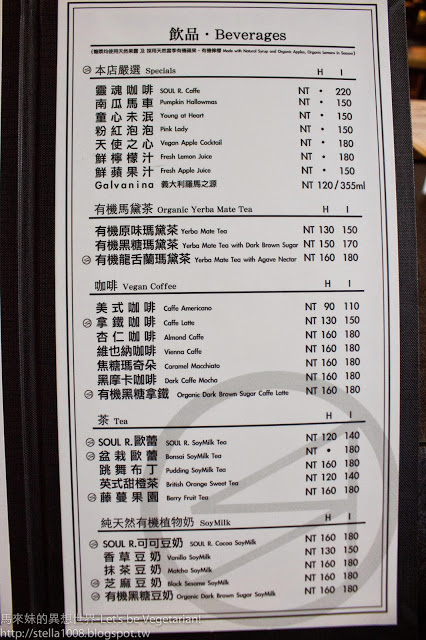 飲品・Beverages
Made with Natural Syrup and Organic Apples, Organic Lemons in Season
本店嚴選 Specials H I
靈魂咖啡 SOUL R. Caffe NT • 220
南瓜馬車 Pumpkin Hallowmas NT • 150
童心未泯 Young at Heart NT • 150
粉紅泡泡 Pink Lady NT • 150
天使之心 Vegan Apple Cocktail NT • 180
鮮檸檬汁 Fresh Lemon Juice NT • 180
鮮蘋果汁 Fresh Apple Juice NT • 150
Galvanina 義大利羅馬之源 NT 120/355ml
有機馬黛茶 Organic Yerba Mate Tea H I
有機原味瑪黛茶 Yerba Mate Tea NT 130 150
有機黑糖瑪黛茶 Yerba Mate Tea with Dark Brown Sugar NT 150 170
有機龍舌蘭瑪黛茶 Yerba Mate Tea with Agave Nectar NT 160 180
咖啡 Vegan Coffee H I
美式咖啡 Caffe Americano NT 90 110
拿鐵咖啡 Caffe Latte NT 130 150
杏仁咖啡 Almond Caffe NT 160 180
維也納咖啡 Vienna Caffe NT 160 180
焦糖瑪奇朵 Caramel Macchiato NT 160 180
黑摩卡咖啡 Dark Caffe Mocha NT 160 180
有機黑糖拿鐵 Organic Dark Brown Sugar Caffe Latte NT 160 180
茶 Tea H I
SOUL R.歐蕾 SOUL R. SoyMilk Tea NT 120 140
盆栽歐蕾 Bonsai SoyMilk Tea NT • 180
跳舞布丁 Pudding SoyMilk Tea NT 160 180
英式甜橙茶 British Orange Sweet Tea NT 120 140
藤蔓果園 Berry Fruit Tea NT 160 180
純天然有機植物奶 SoyMilk H I
SOUL R.可可豆奶 SOUL R. Cocoa SoyMilk NT 160 180
香草豆奶 Vanilla SoyMilk NT 130 150
抹茶豆奶 Matcha SoyMilk NT 160 180
芝麻豆奶 Black Sesame SoyMilk NT 160 180
有機黑糖豆奶 Organic Dark Brown Sugar SoyMilk NT 160 180
馬來妹的異想世界-Let's be Vegetarian!
http://stella1008.blogspot.tw